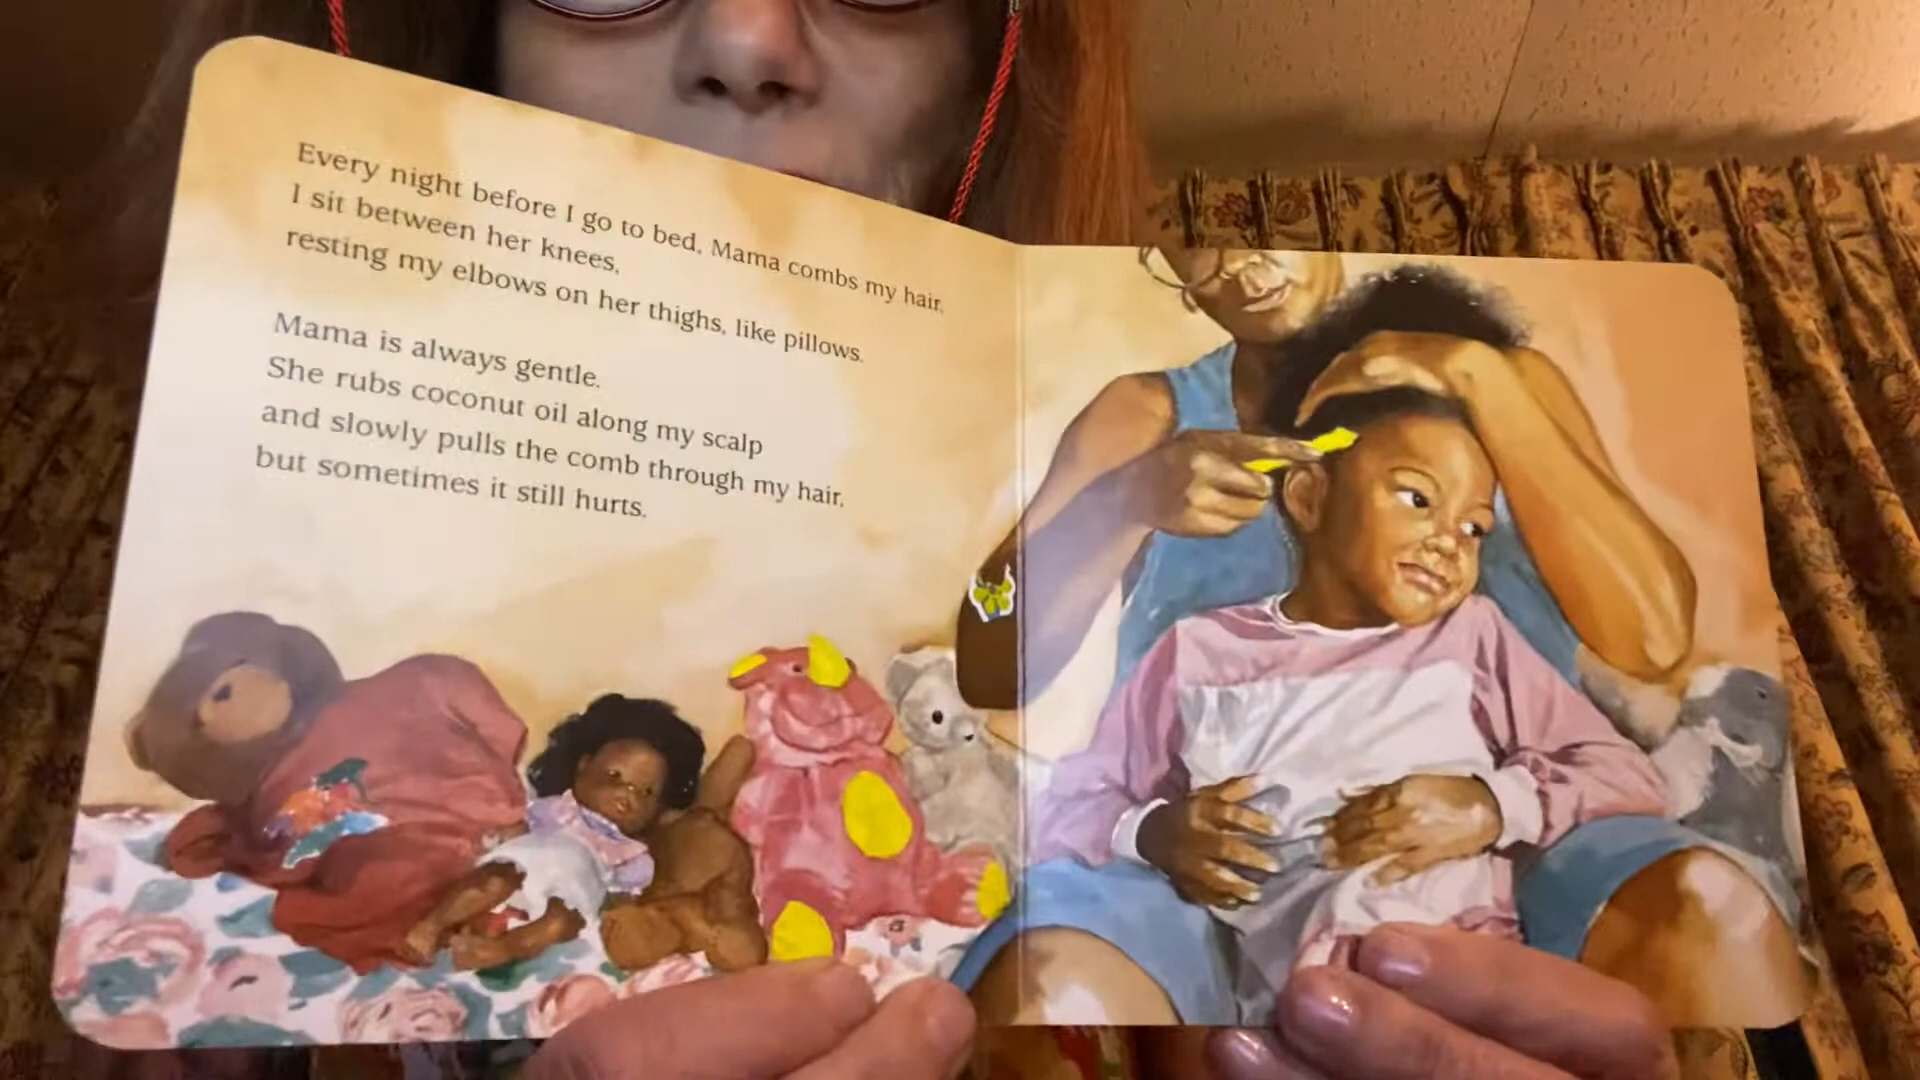 Every night before I go to bed, Mama combs my hair.
I sit between her knees,
resting my elbows on her thighs, like pillows.
Mama is always gentle.
She rubs coconut oil along my scalp
and slowly pulls the comb through my hair,
but sometimes it still hurts.